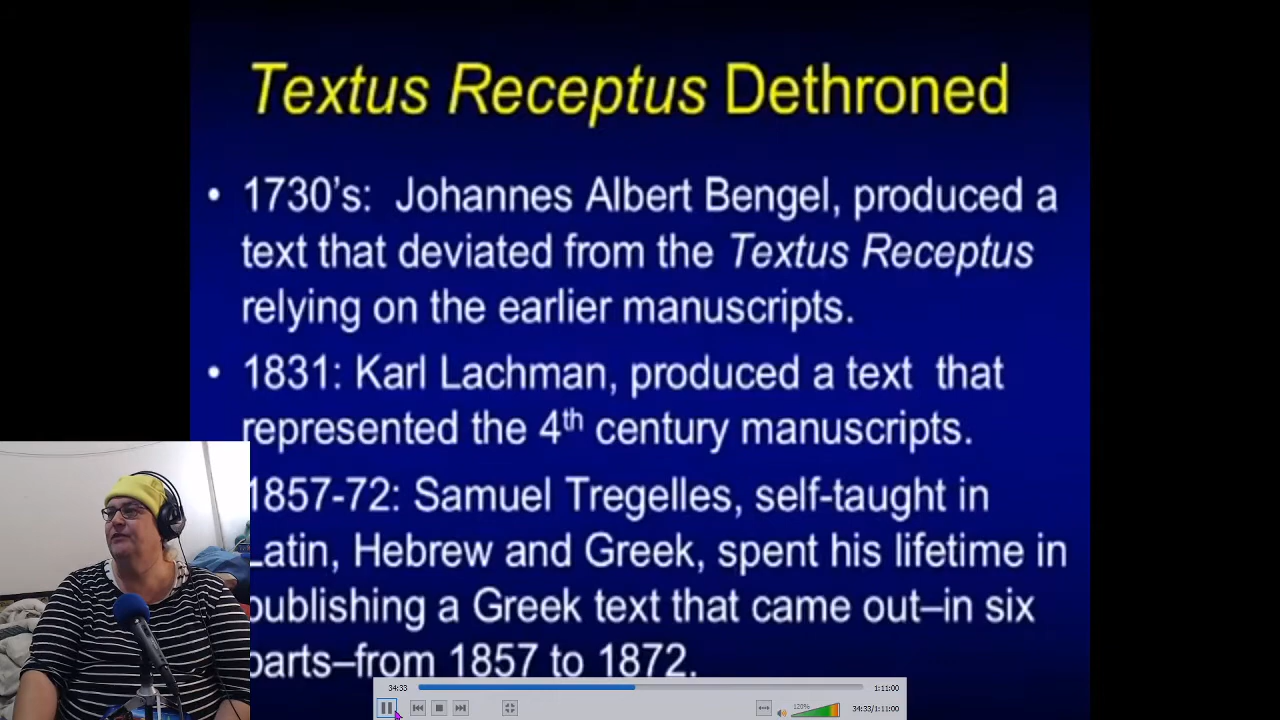 Textus Receptus Dethroned
• 1730's: Johannes Albert Bengel, produced a
text that deviated from the Textus Receptus
relying on the earlier manuscripts.
• 1831: Karl Lachman, produced a text that
represented the 4th century manuscripts.
1857-72: Samuel Tregelles, self-taught in
Latin, Hebrew and Greek, spent his lifetime in
publishing a Greek text that came out–in six
parts–from 1857 to 1872.
34:33
1:11:00
120%
34:33/1:11:00